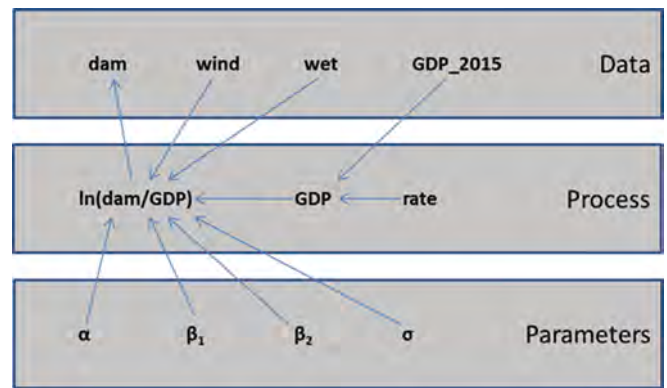 dam wind wet GDP_2015 Data
ln(dam/GDP) GDP rate Process
α β₁ β₂ σ Parameters